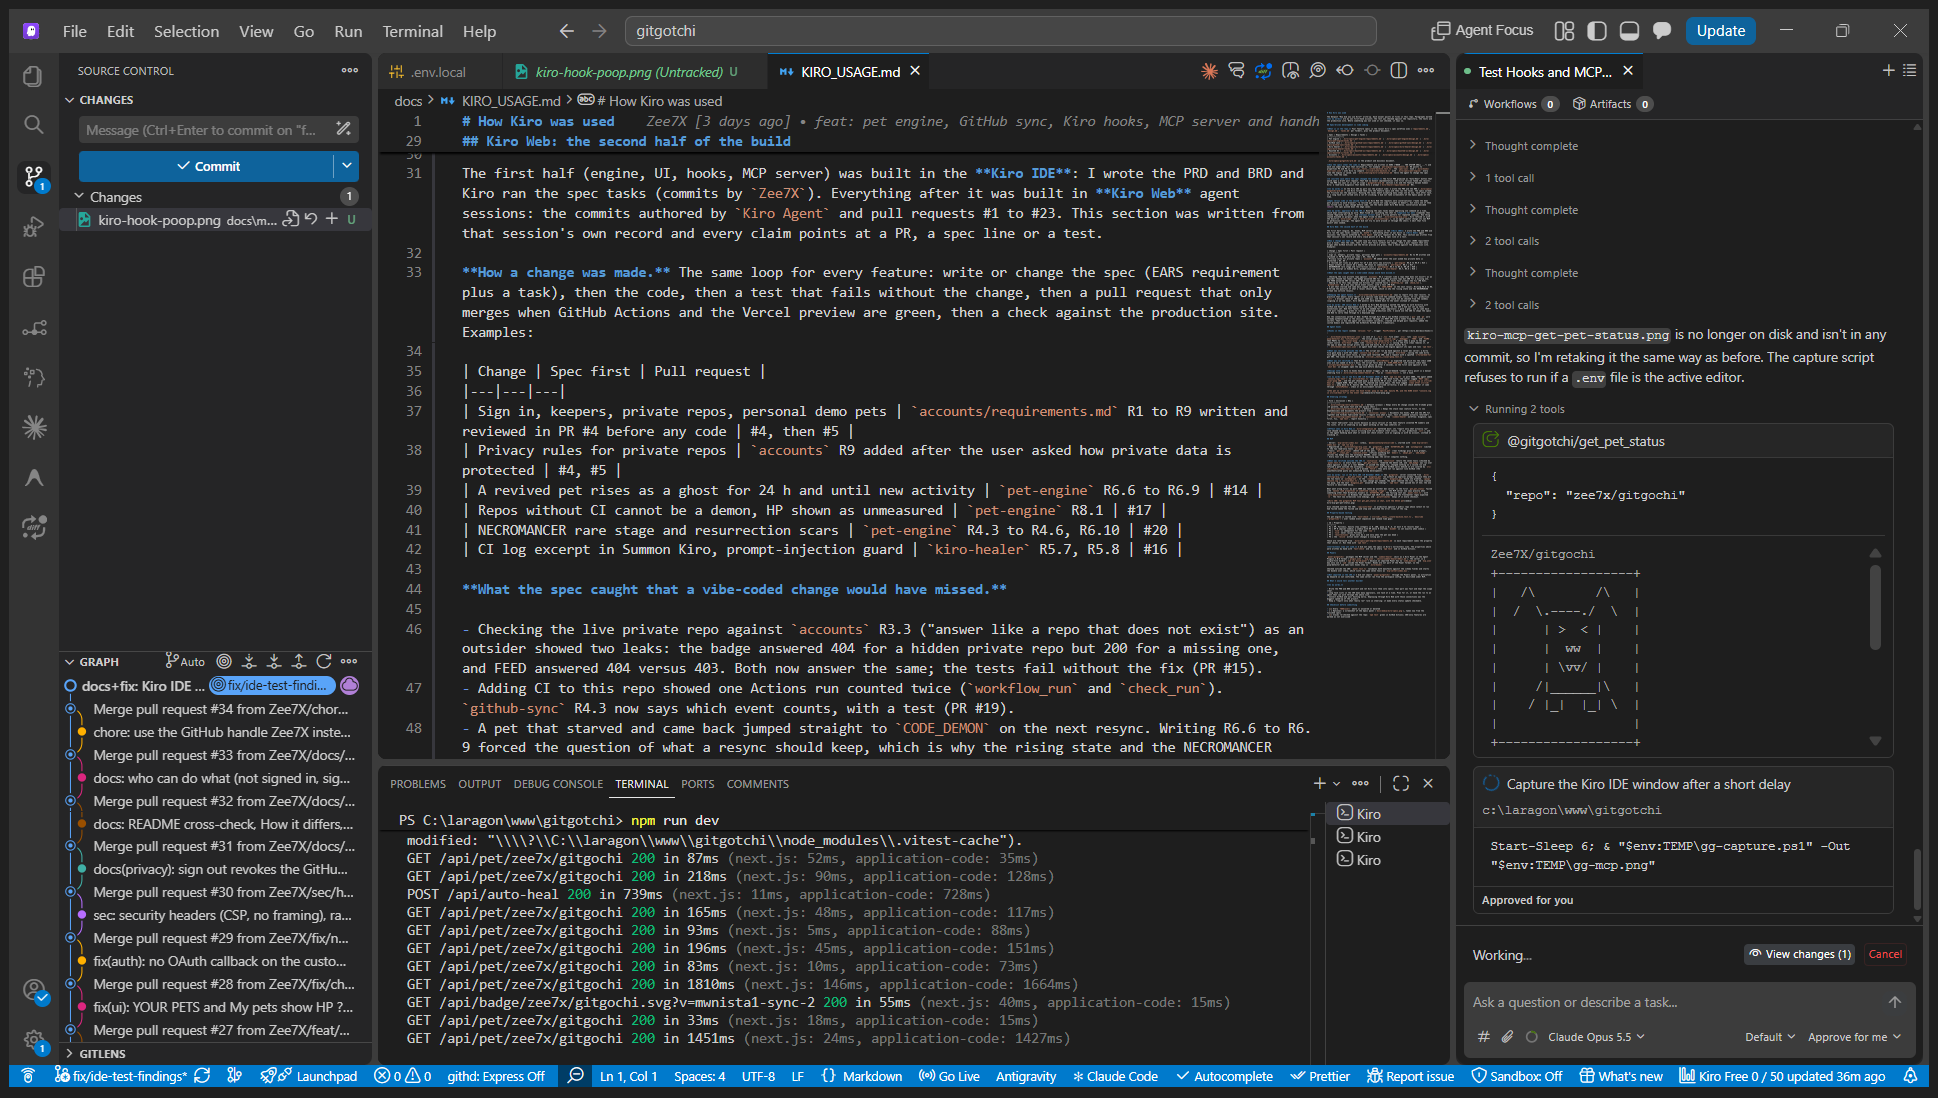 File Edit Selection View Go Run Terminal Help
gitgotchi
Agent Focus
Update
SOURCE CONTROL
CHANGES
Message (Ctrl+Enter to commit on "f...
Commit
Changes 1
kiro-hook-poop.png docs\m... U
GRAPH
Auto
docs+fix: Kiro IDE ... fix/ide-test-findi...
Merge pull request #34 from Zee7X/chor...
chore: use the GitHub handle Zee7X inste...
Merge pull request #33 from Zee7X/docs/...
docs: who can do what (not signed in, sig...
Merge pull request #32 from Zee7X/docs/...
docs: README cross-check, How it differs,...
Merge pull request #31 from Zee7X/docs/...
docs(privacy): sign out revokes the GitHu...
Merge pull request #30 from Zee7X/sec/h...
sec: security headers (CSP, no framing), ra...
Merge pull request #29 from Zee7X/fix/n...
fix(auth): no OAuth callback on the custo...
Merge pull request #28 from Zee7X/fix/ch...
fix(ui): YOUR PETS and My pets show HP ?...
Merge pull request #27 from Zee7X/feat/...
GITLENS
.env.local
kiro-hook-poop.png (Untracked) U
KIRO_USAGE.md
docs > KIRO_USAGE.md > # How Kiro was used
1 # How Kiro was used Zee7X [3 days ago] • feat: pet engine, GitHub sync, Kiro hooks, MCP server and handh
29 ## Kiro Web: the second half of the build
31 The first half (engine, UI, hooks, MCP server) was built in the **Kiro IDE**: I wrote the PRD and BRD and
Kiro ran the spec tasks (commits by `Zee7X`). Everything after it was built in **Kiro Web** agent
sessions: the commits authored by `Kiro Agent` and pull requests #1 to #23. This section was written from
that session's own record and every claim points at a PR, a spec line or a test.
32
33 **How a change was made.** The same loop for every feature: write or change the spec (EARS requirement
plus a task), then the code, then a test that fails without the change, then a pull request that only
merges when GitHub Actions and the Vercel preview are green, then a check against the production site.
Examples:
34
35 | Change | Spec first | Pull request |
36 |---|---|---|
37 | Sign in, keepers, private repos, personal demo pets | `accounts/requirements.md` R1 to R9 written and
reviewed in PR #4 before any code | #4, then #5 |
38 | Privacy rules for private repos | `accounts` R9 added after the user asked how private data is
protected | #4, #5 |
39 | A revived pet rises as a ghost for 24 h and until new activity | `pet-engine` R6.6 to R6.9 | #14 |
40 | Repos without CI cannot be a demon, HP shown as unmeasured | `pet-engine` R8.1 | #17 |
41 | NECROMANCER rare stage and resurrection scars | `pet-engine` R4.3 to R4.6, R6.10 | #20 |
42 | CI log excerpt in Summon Kiro, prompt-injection guard | `kiro-healer` R5.7, R5.8 | #16 |
43
44 **What the spec caught that a vibe-coded change would have missed.**
45
46 - Checking the live private repo against `accounts` R3.3 ("answer like a repo that does not exist") as an
outsider showed two leaks: the badge answered 404 for a hidden private repo but 200 for a missing one,
and FEED answered 404 versus 403. Both now answer the same; the tests fail without the fix (PR #15).
47 - Adding CI to this repo showed one Actions run counted twice (`workflow_run` and `check_run`).
`github-sync` R4.3 now says which event counts, with a test (PR #19).
48 - A pet that starved and came back jumped straight to `CODE_DEMON` on the next resync. Writing R6.6 to R6.
9 forced the question of what a resync should keep, which is why the rising state and the NECROMANCER
PROBLEMS OUTPUT DEBUG CONSOLE TERMINAL PORTS COMMENTS
PS C:\laragon\www\gitgotchi> npm run dev
modified: "\\\\?\\C:\\laragon\\www\\gitgotchi\\node_modules\\.vitest-cache").
GET /api/pet/zee7x/gitgochi 200 in 87ms (next.js: 52ms, application-code: 35ms)
GET /api/pet/zee7x/gitgochi 200 in 218ms (next.js: 90ms, application-code: 128ms)
POST /api/auto-heal 200 in 739ms (next.js: 11ms, application-code: 728ms)
GET /api/pet/zee7x/gitgochi 200 in 165ms (next.js: 48ms, application-code: 117ms)
GET /api/pet/zee7x/gitgochi 200 in 93ms (next.js: 5ms, application-code: 88ms)
GET /api/pet/zee7x/gitgochi 200 in 196ms (next.js: 45ms, application-code: 151ms)
GET /api/pet/zee7x/gitgochi 200 in 83ms (next.js: 10ms, application-code: 73ms)
GET /api/pet/zee7x/gitgochi 200 in 1810ms (next.js: 146ms, application-code: 1664ms)
GET /api/badge/zee7x/gitgochi.svg?v=mwnista1-sync-2 200 in 55ms (next.js: 40ms, application-code: 15ms)
GET /api/pet/zee7x/gitgochi 200 in 33ms (next.js: 18ms, application-code: 15ms)
GET /api/pet/zee7x/gitgochi 200 in 1451ms (next.js: 24ms, application-code: 1427ms)
Kiro
Kiro
Kiro
Test Hooks and MCP...
Workflows 0 Artifacts 0
Thought complete
1 tool call
Thought complete
2 tool calls
Thought complete
2 tool calls
kiro-mcp-get-pet-status.png is no longer on disk and isn't in any
commit, so I'm retaking it the same way as before. The capture script
refuses to run if a .env file is the active editor.
Running 2 tools
@gitgotchi/get_pet_status
{
"repo": "zee7x/gitgotchi"
}
Zee7X/gitgochi
+------------------+
|   /\        /\   |
|  /  \.----./  \  |
|      | >  < |    |
|      |  ww  |    |
|      | \vv/ |    |
|     /|______|\   |
|    / |_|  |_| \  |
|                  |
+------------------+
Capture the Kiro IDE window after a short delay
c:\laragon\www\gitgotchi
Start-Sleep 6; & "$env:TEMP\gg-capture.ps1" -Out
"$env:TEMP\gg-mcp.png"
Approved for you
Working...
View changes (1) Cancel
Ask a question or describe a task...
# Claude Opus 5.5 Default Approve for me
fix/ide-test-findings* Launchpad 0 0 githd: Express Off Ln 1, Col 1 Spaces: 4 UTF-8 LF {} Markdown Go Live Antigravity Claude Code Autocomplete Prettier Report issue Sandbox: Off What's new Kiro Free 0 / 50 updated 36m ago